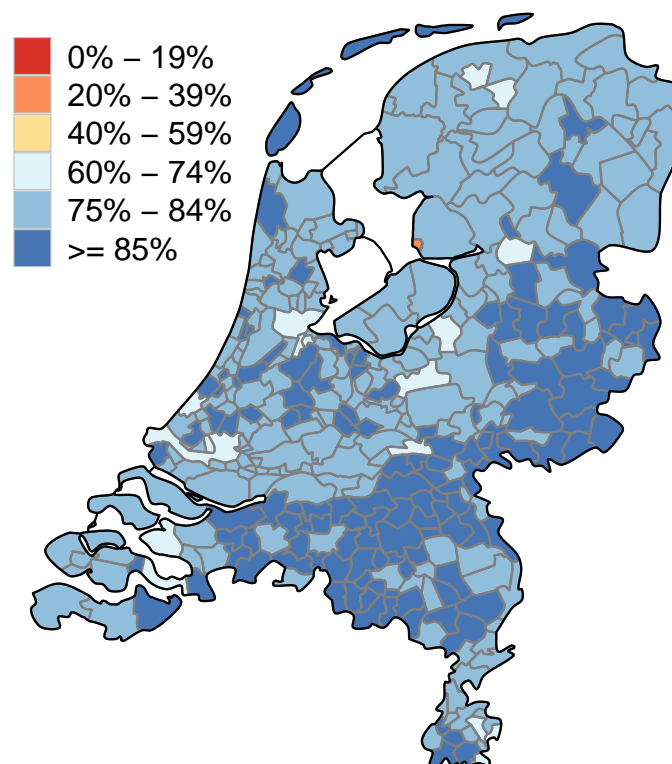 0% – 19%
20% – 39%
40% – 59%
60% – 74%
75% – 84%
>= 85%